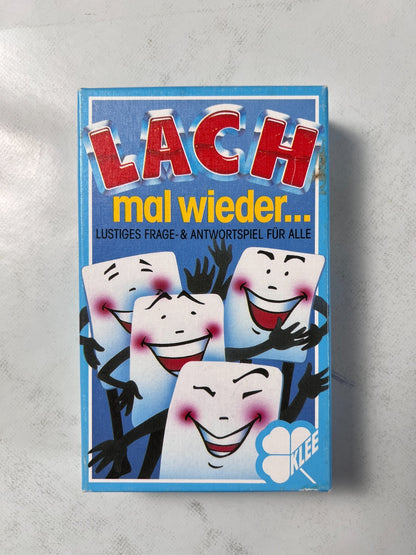 LACH
mal wieder...
LUSTIGES FRAGE- & ANTWORTSPIEL FÜR ALLE
KLEE